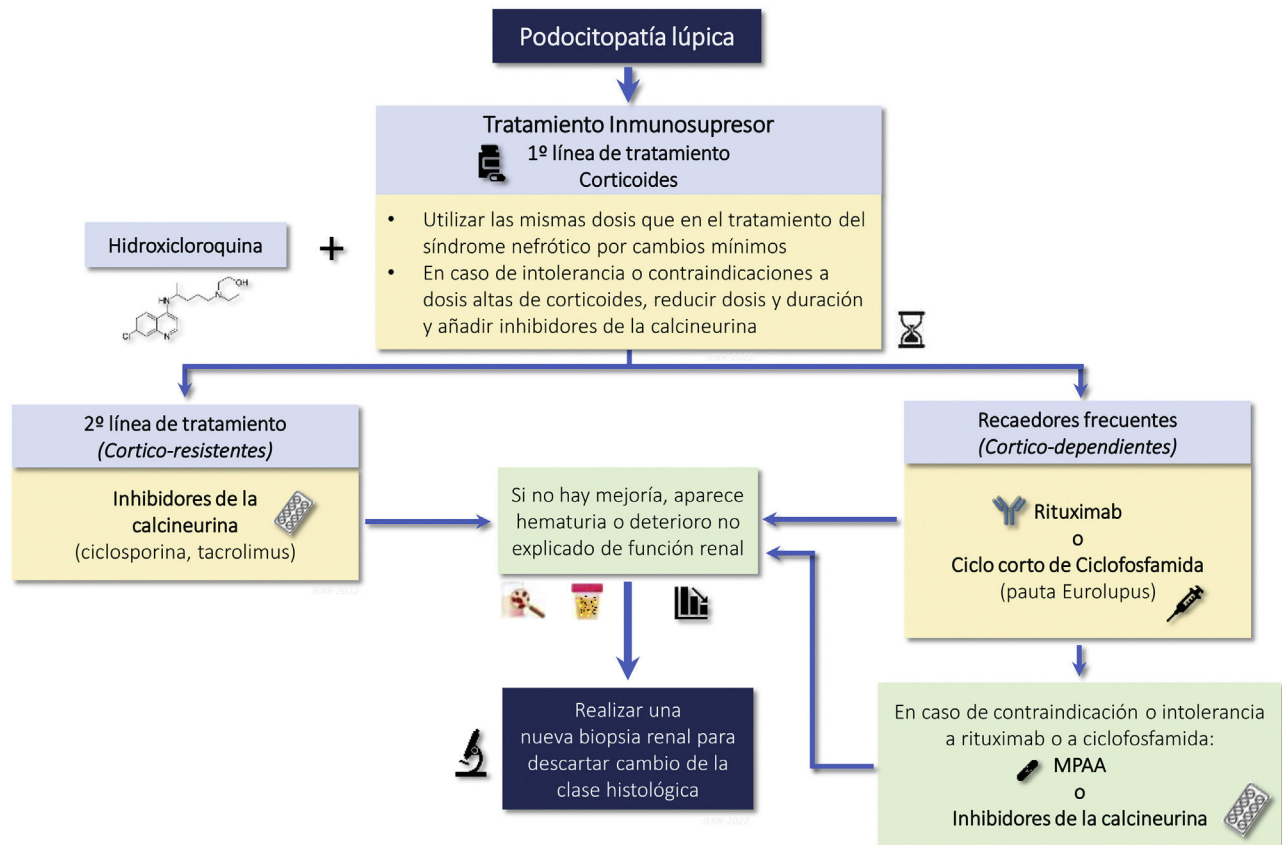 Podocitopatía lúpica
Tratamiento Inmunosupresor
1º línea de tratamiento
Corticoides
• Utilizar las mismas dosis que en el tratamiento del
síndrome nefrótico por cambios mínimos
• En caso de intolerancia o contraindicaciones a
dosis altas de corticoides, reducir dosis y duración
y añadir inhibidores de la calcineurina
Hidroxicloroquina
+
OH
N
HN
Cl
N
2º línea de tratamiento
(Cortico-resistentes)
Inhibidores de la
calcineurina
(ciclosporina, tacrolimus)
Si no hay mejoría, aparece
hematuria o deterioro no
explicado de función renal
Recaedores frecuentes
(Cortico-dependientes)
Rituximab
o
Ciclo corto de Ciclofosfamida
(pauta Eurolupus)
Realizar una
nueva biopsia renal para
descartar cambio de la
clase histológica
En caso de contraindicación o intolerancia
a rituximab o a ciclofosfamida:
MPAA
o
Inhibidores de la calcineurina